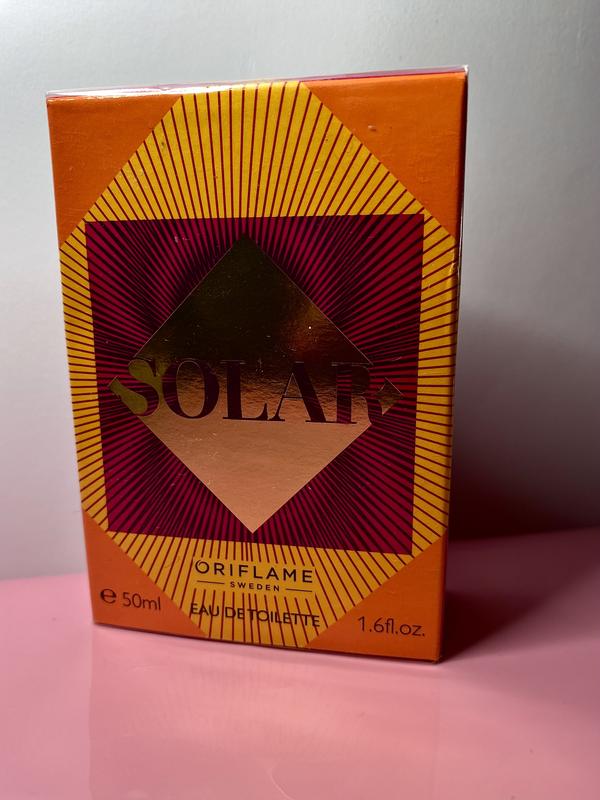 SOLAR
ORIFLAME
SWEDEN
EAU DE TOILETTE
e 50ml
1.6fl.oz.